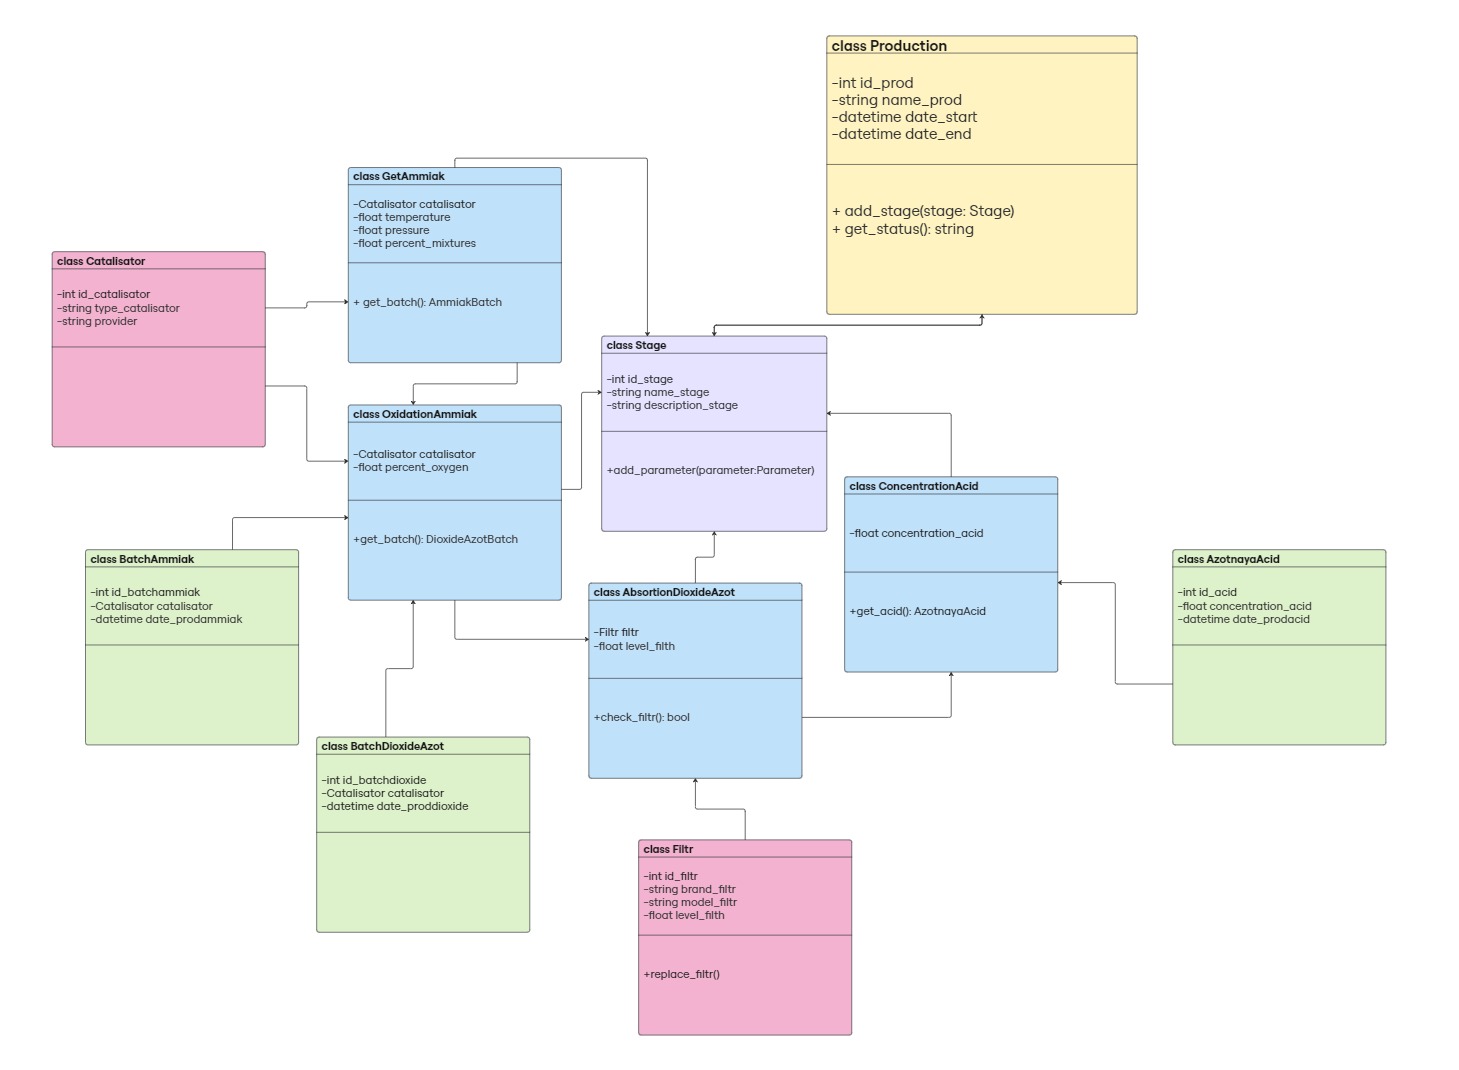 class Production
-int id_prod
-string name_prod
-datetime date_start
-datetime date_end
+ add_stage(stage: Stage)
+ get_status(): string
class GetAmmiak
-Catalisator catalisator
-float temperature
-float pressure
-float percent_mixtures
+ get_batch(): AmmiakBatch
class Catalisator
-int id_catalisator
-string type_catalisator
-string provider
class Stage
-int id_stage
-string name_stage
-string description_stage
+add_parameter(parameter:Parameter)
class OxidationAmmiak
-Catalisator catalisator
-float percent_oxygen
+get_batch(): DioxideAzotBatch
class ConcentrationAcid
-float concentration_acid
+get_acid(): AzotnayaAcid
class BatchAmmiak
-int id_batchammiak
-Catalisator catalisator
-datetime date_prodammiak
class AzotnayaAcid
-int id_acid
-float concentration_acid
-datetime date_prodacid
class AbsortionDioxideAzot
-Filtr filtr
-float level_filth
+check_filtr(): bool
class BatchDioxideAzot
-int id_batchdioxide
-Catalisator catalisator
-datetime date_proddioxide
class Filtr
-int id_filtr
-string brand_filtr
-string model_filtr
-float level_filth
+replace_filtr()